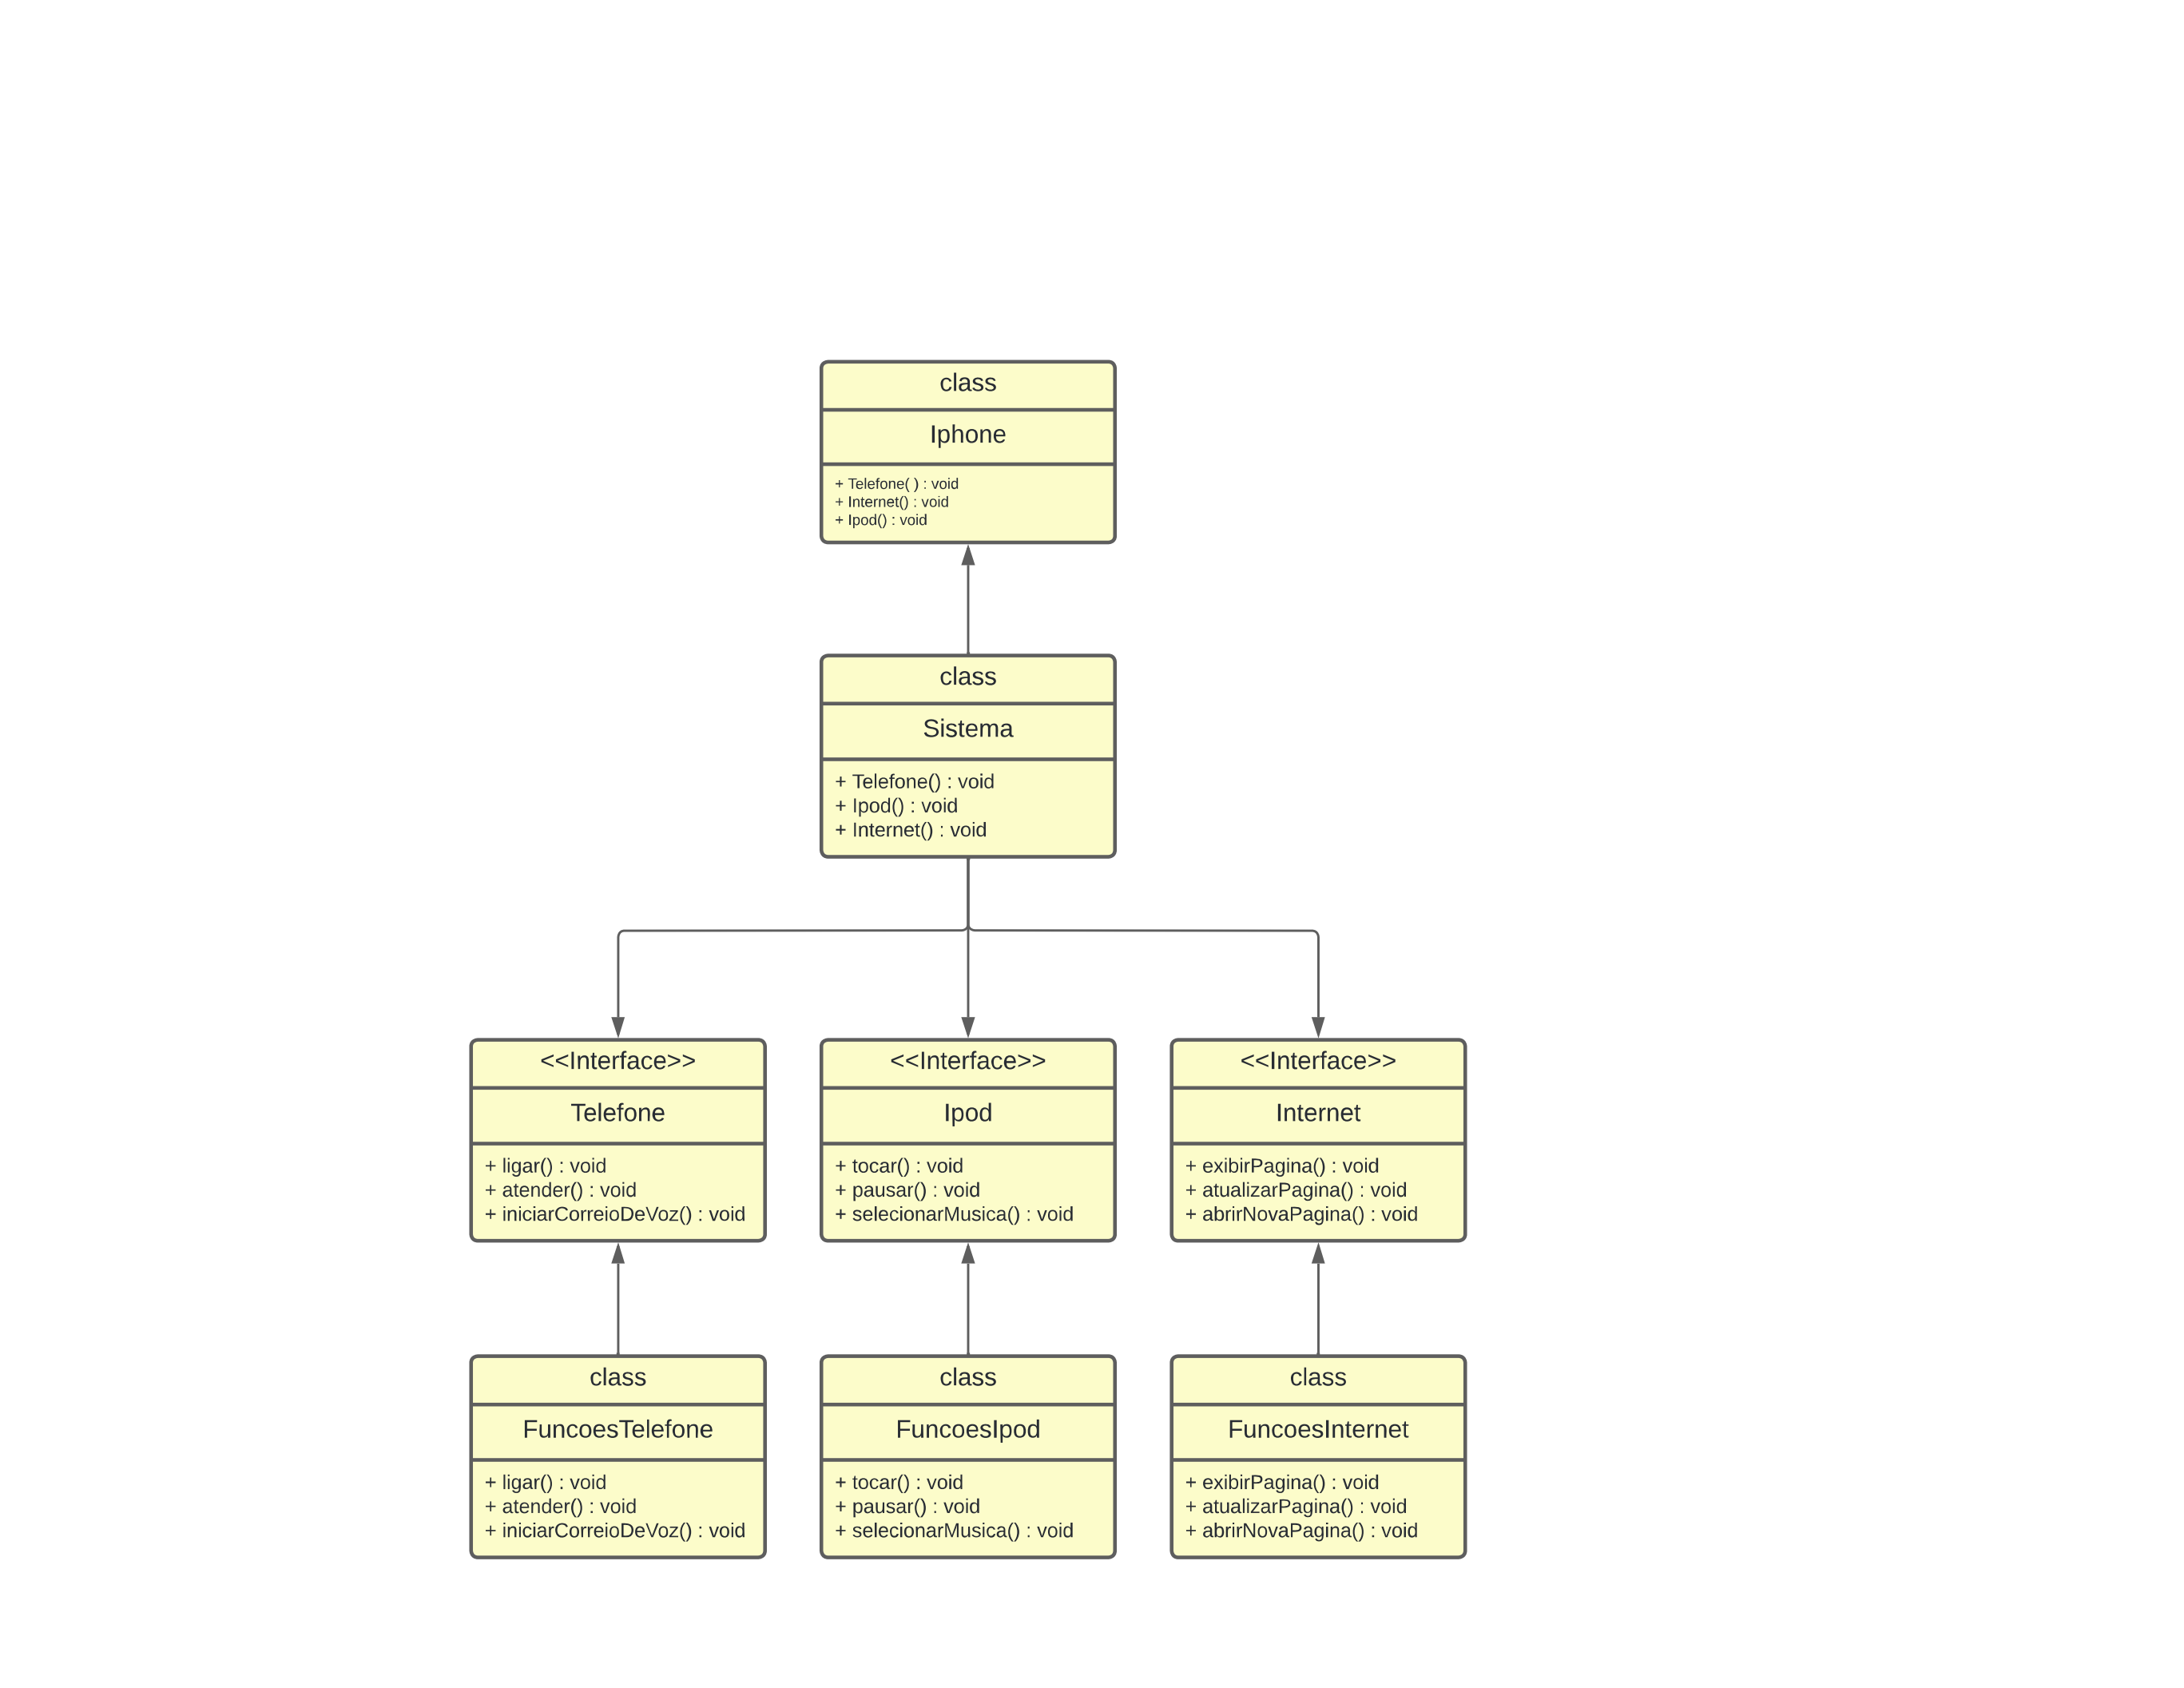 class
Iphone
+ Telefone( ) : void
+ Internet() : void
+ Ipod() : void
class
Sistema
+ Telefone() : void
+ Ipod() : void
+ Internet() : void
<<Interface>>
Telefone
+ ligar() : void
+ atender() : void
+ iniciarCorreioDeVoz() : void
<<Interface>>
Ipod
+ tocar() : void
+ pausar() : void
+ selecionarMusica() : void
<<Interface>>
Internet
+ exibirPagina() : void
+ atualizarPagina() : void
+ abrirNovaPagina() : void
class
FuncoesTelefone
+ ligar() : void
+ atender() : void
+ iniciarCorreioDeVoz() : void
class
FuncoesIpod
+ tocar() : void
+ pausar() : void
+ selecionarMusica() : void
class
FuncoesInternet
+ exibirPagina() : void
+ atualizarPagina() : void
+ abrirNovaPagina() : void